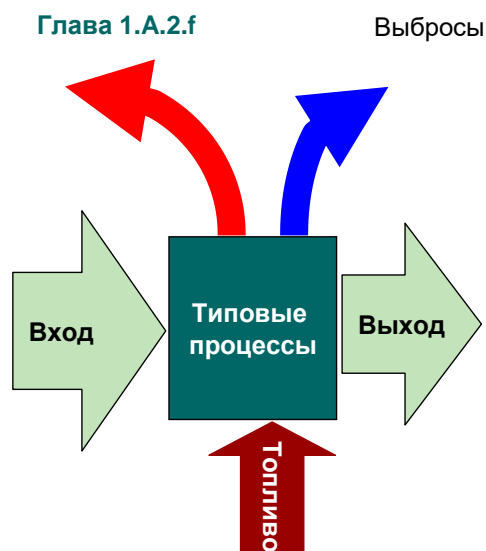 Глава 1.A.2.f
Выбросы
Вход
Типовые
процессы
Выход
Топливо